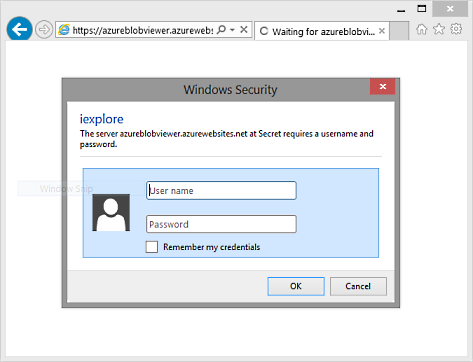 https://azureblobviewer.azurewebs
Waiting for azureblobvi...
Windows Security
iexplore
The server azureblobviewer.azurewebsites.net at Secret requires a username and
password.
Window Snip
User name
Password
Remember my credentials
OK
Cancel